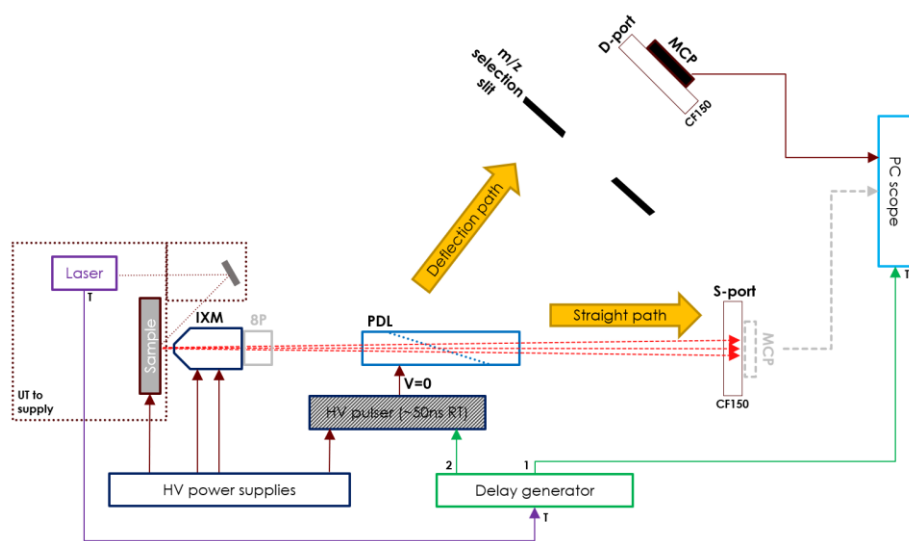 D-port
MCP
CF150
m/z
selection
slit
Deflection path
PC scope
T
Laser
T
Sample
IXM
8P
PDL
Straight path
S-port
MCP
CF150
V=0
UT to
supply
HV pulser (~50ns RT)
2
1
HV power supplies
Delay generator
T